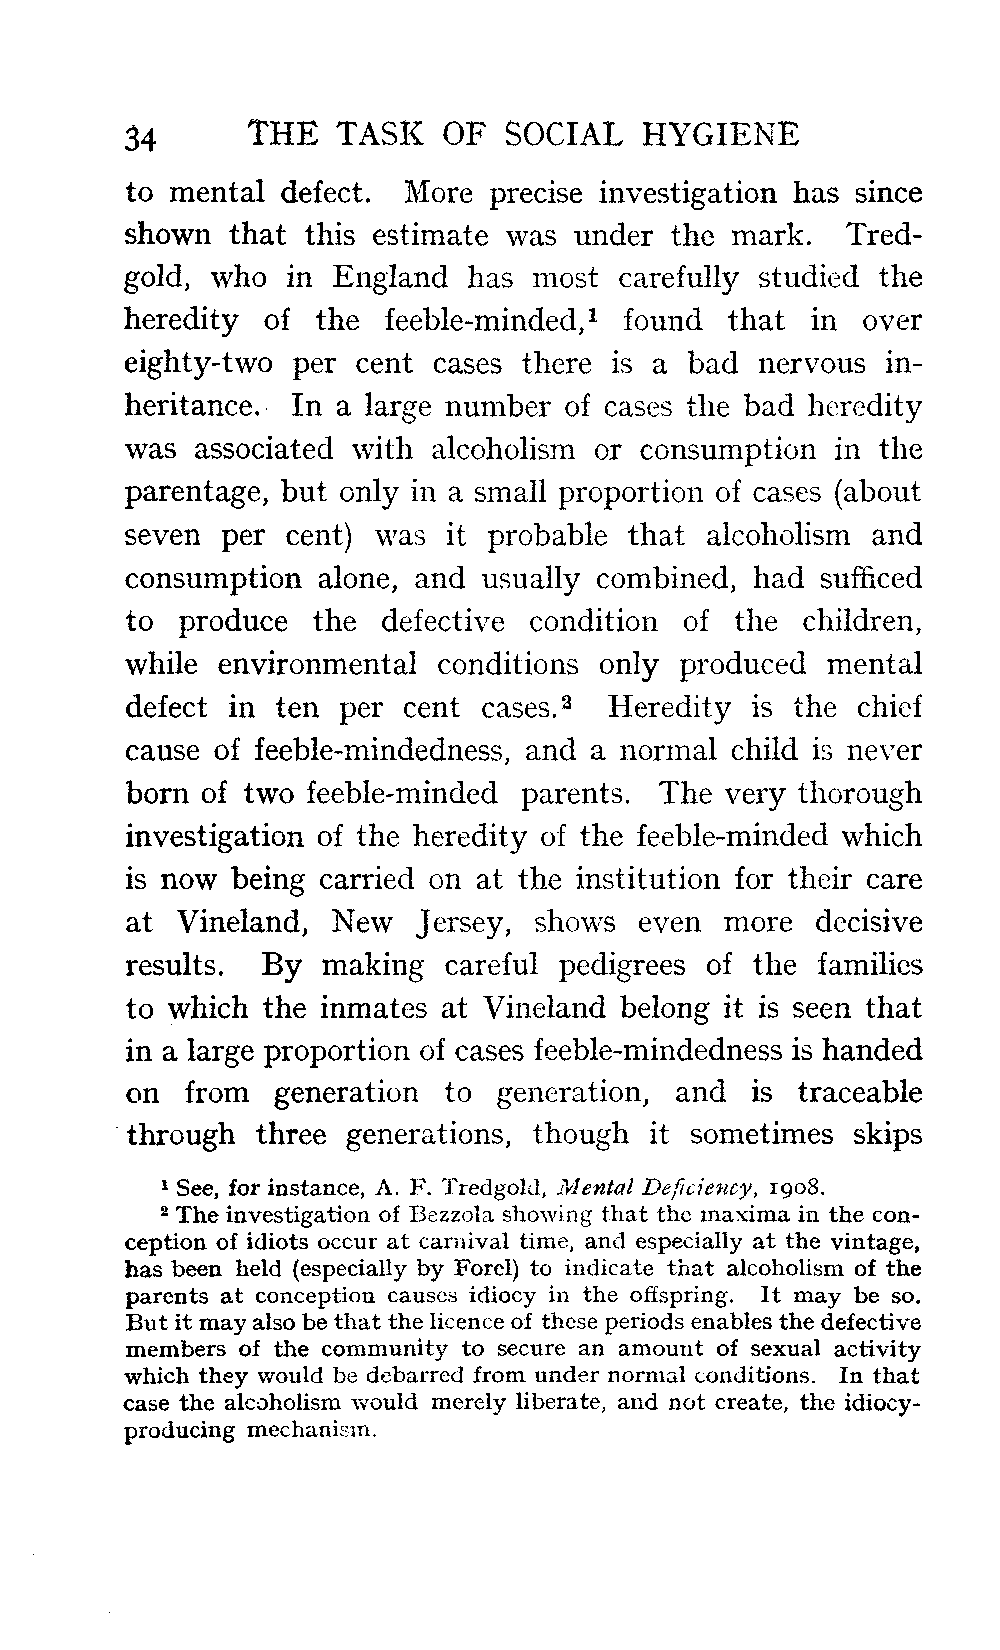 34 THE TASK OF SOCIAL HYGIENE
to mental defect. More precise investigation has since
shown that this estimate was under the mark. Tred-
gold, who in England has most carefully studied the
heredity of the feeble-minded,¹ found that in over
eighty-two per cent cases there is a bad nervous in-
heritance. In a large number of cases the bad heredity
was associated with alcoholism or consumption in the
parentage, but only in a small proportion of cases (about
seven per cent) was it probable that alcoholism and
consumption alone, and usually combined, had sufficed
to produce the defective condition of the children,
while environmental conditions only produced mental
defect in ten per cent cases.² Heredity is the chief
cause of feeble-mindedness, and a normal child is never
born of two feeble-minded parents. The very thorough
investigation of the heredity of the feeble-minded which
is now being carried on at the institution for their care
at Vineland, New Jersey, shows even more decisive
results. By making careful pedigrees of the families
to which the inmates at Vineland belong it is seen that
in a large proportion of cases feeble-mindedness is handed
on from generation to generation, and is traceable
through three generations, though it sometimes skips
¹ See, for instance, A. F. Tredgold, Mental Deficiency, 1908.
² The investigation of Bezzola showing that the maxima in the con-
ception of idiots occur at carnival time, and especially at the vintage,
has been held (especially by Forel) to indicate that alcoholism of the
parents at conception causes idiocy in the offspring. It may be so.
But it may also be that the licence of these periods enables the defective
members of the community to secure an amount of sexual activity
which they would be debarred from under normal conditions. In that
case the alcoholism would merely liberate, and not create, the idiocy-
producing mechanism.